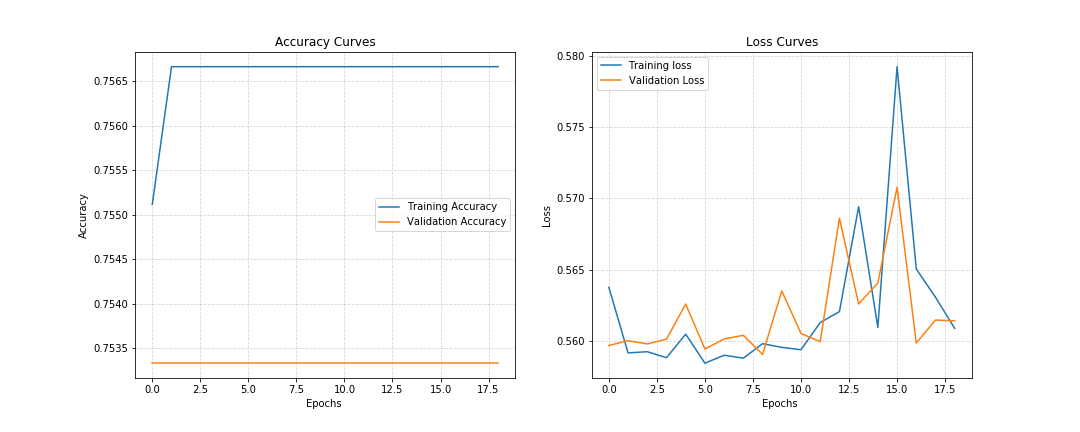 Accuracy Curves
0.7565
0.7560
0.7555
0.7550
0.7545
0.7540
0.7535
Accuracy
Training Accuracy
Validation Accuracy
0.0 2.5 5.0 7.5 10.0 12.5 15.0 17.5
Epochs
Loss Curves
0.580
0.575
0.570
0.565
0.560
Loss
Training loss
Validation Loss
0.0 2.5 5.0 7.5 10.0 12.5 15.0 17.5
Epochs